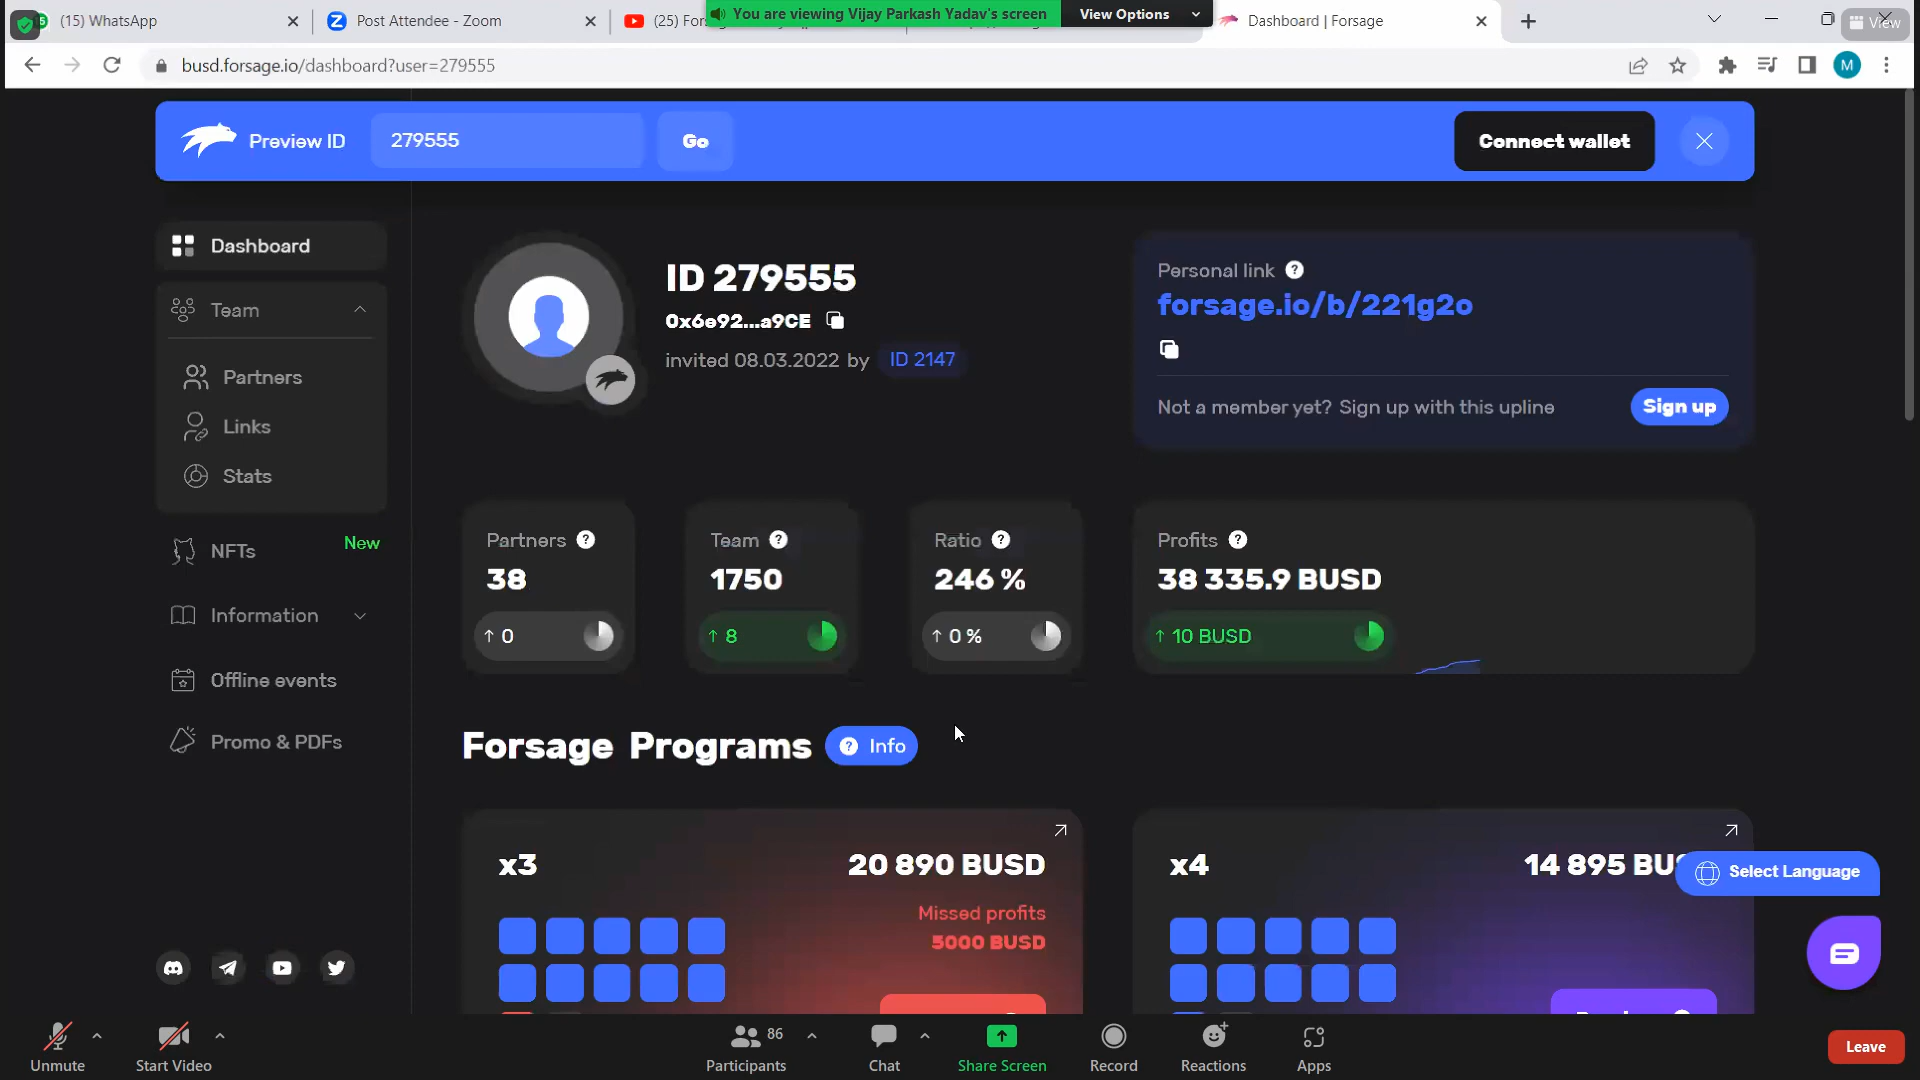 (15) WhatsApp
Post Attendee - Zoom
(25) For
You are viewing Vijay Parkash Yadav's screen
View Options
Dashboard | Forsage
View
busd.forsage.io/dashboard?user=279555
M
Preview ID
279555
Go
Connect wallet
Dashboard
Team
Partners
Links
Stats
NFTs
New
Information
Offline events
Promo & PDFs
ID 279555
0x6e92...a9CE
invited 08.03.2022 by ID 2147
Personal link ?
forsage.io/b/221g2o
Not a member yet? Sign up with this upline
Sign up
Partners ?
38
↑ 0
Team ?
1750
↑ 8
Ratio ?
246 %
↑ 0 %
Profits ?
38 335.9 BUSD
↑ 10 BUSD
Forsage Programs
? Info
x3
20 890 BUSD
Missed profits
5000 BUSD
x4
14 895 BUS
Select Language
Unmute
Start Video
86
Participants
Chat
Share Screen
Record
Reactions
Apps
Leave